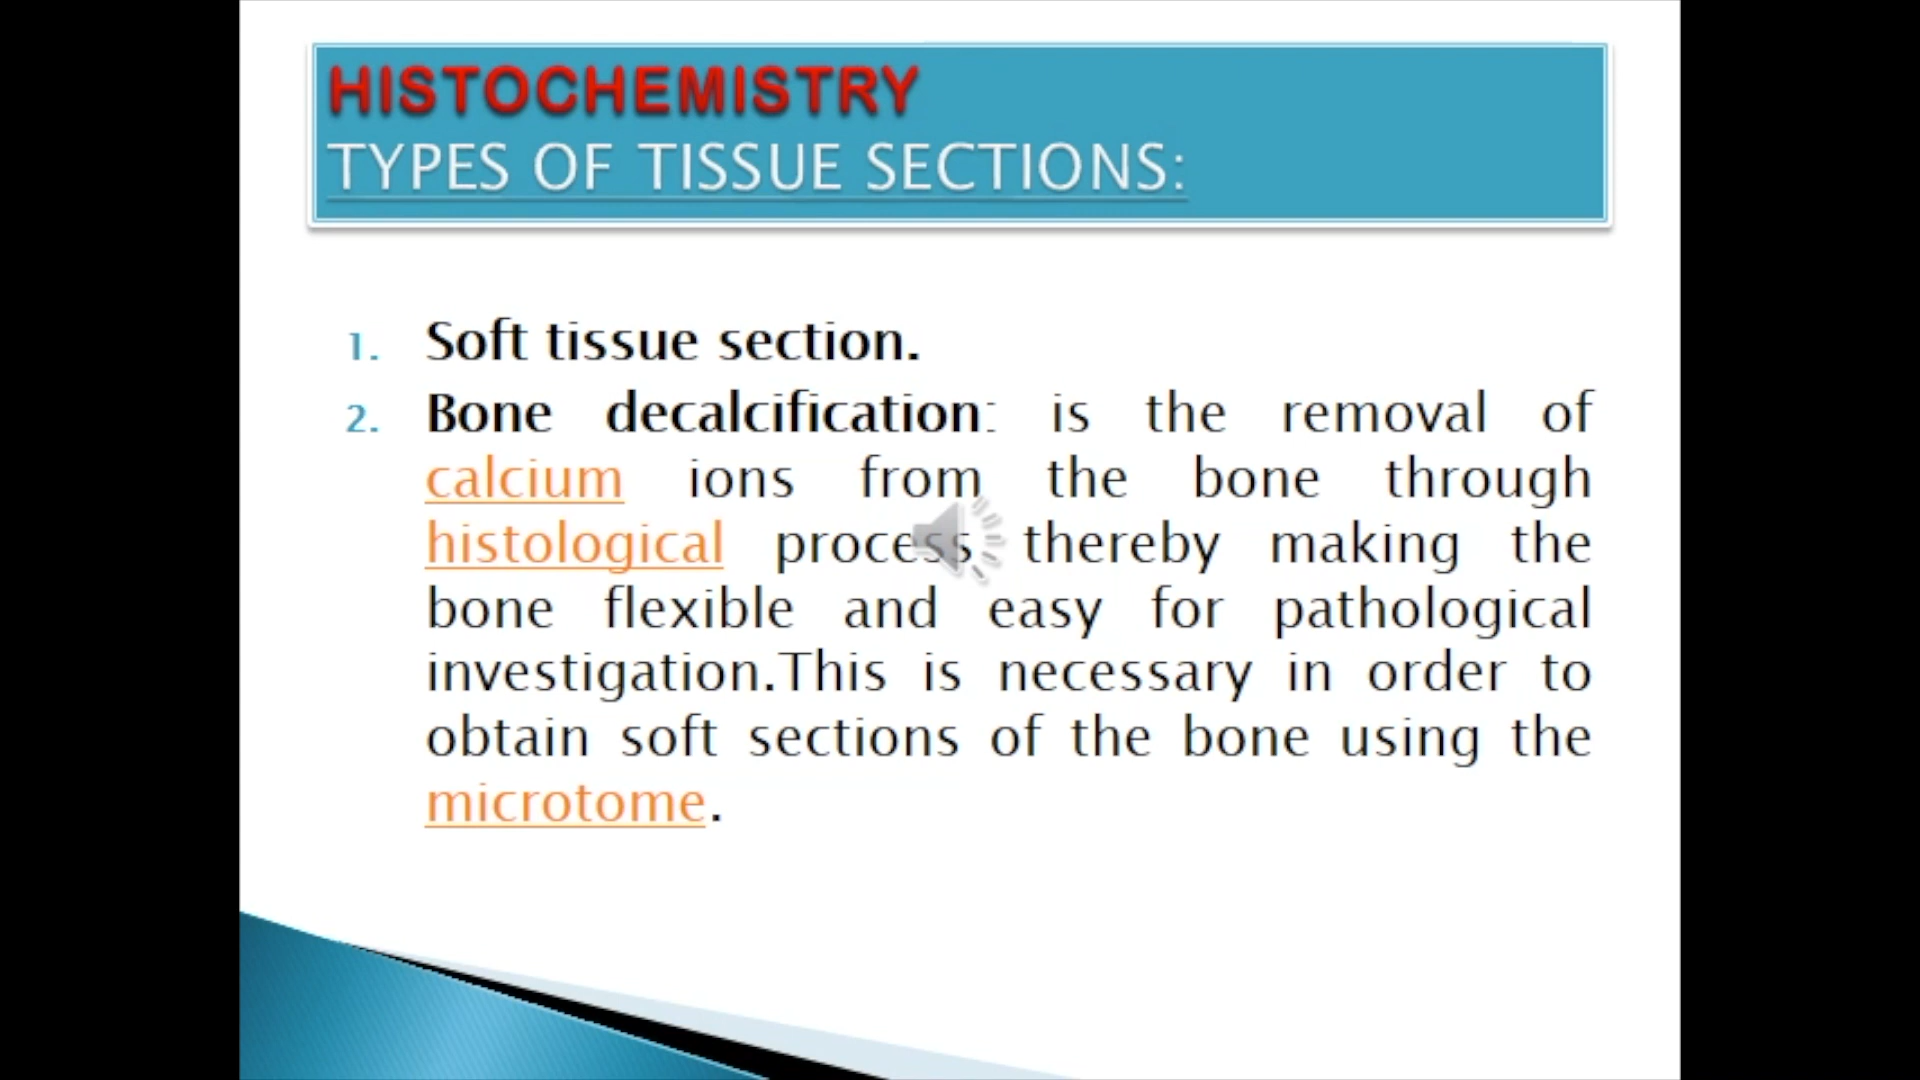 HISTOCHEMISTRY
TYPES OF TISSUE SECTIONS:
1. Soft tissue section.
2. Bone decalcification: is the removal of
calcium ions from the bone through
histological process thereby making the
bone flexible and easy for pathological
investigation.This is necessary in order to
obtain soft sections of the bone using the
microtome.